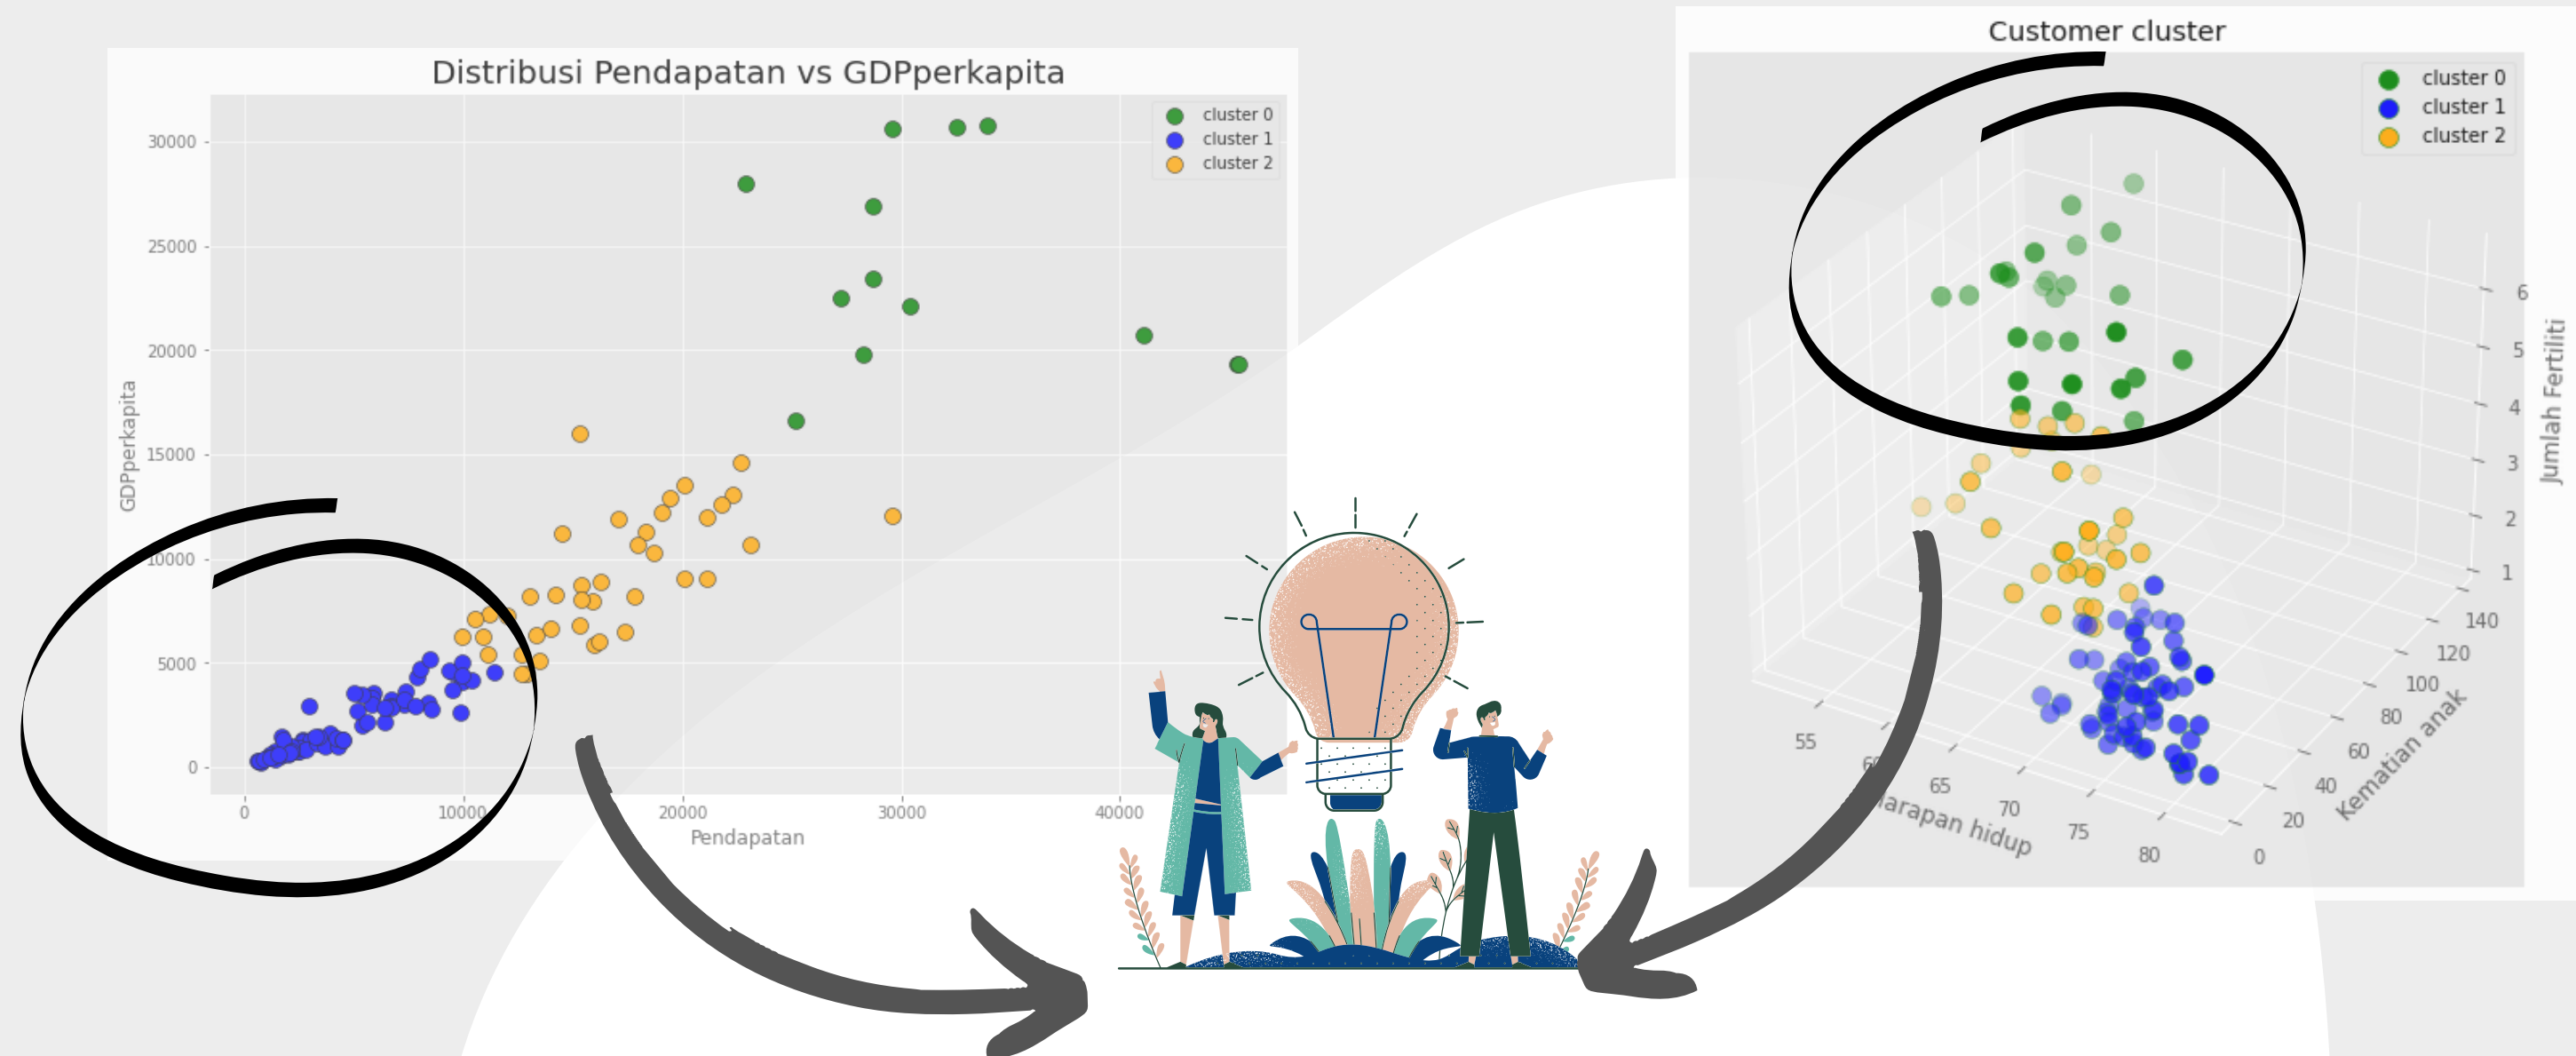 Distribusi Pendapatan vs GDPperkapita
cluster 0
cluster 1
cluster 2
30000
25000
20000
15000
10000
5000
0
GDPperkapita
0
10000
20000
30000
40000
Pendapatan
Customer cluster
cluster 0
cluster 1
cluster 2
6
5
4
3
2
1
Jumlah Fertiliti
140
120
100
80
60
40
20
0
Kematian anak
55
65
70
75
80
arapan hidup